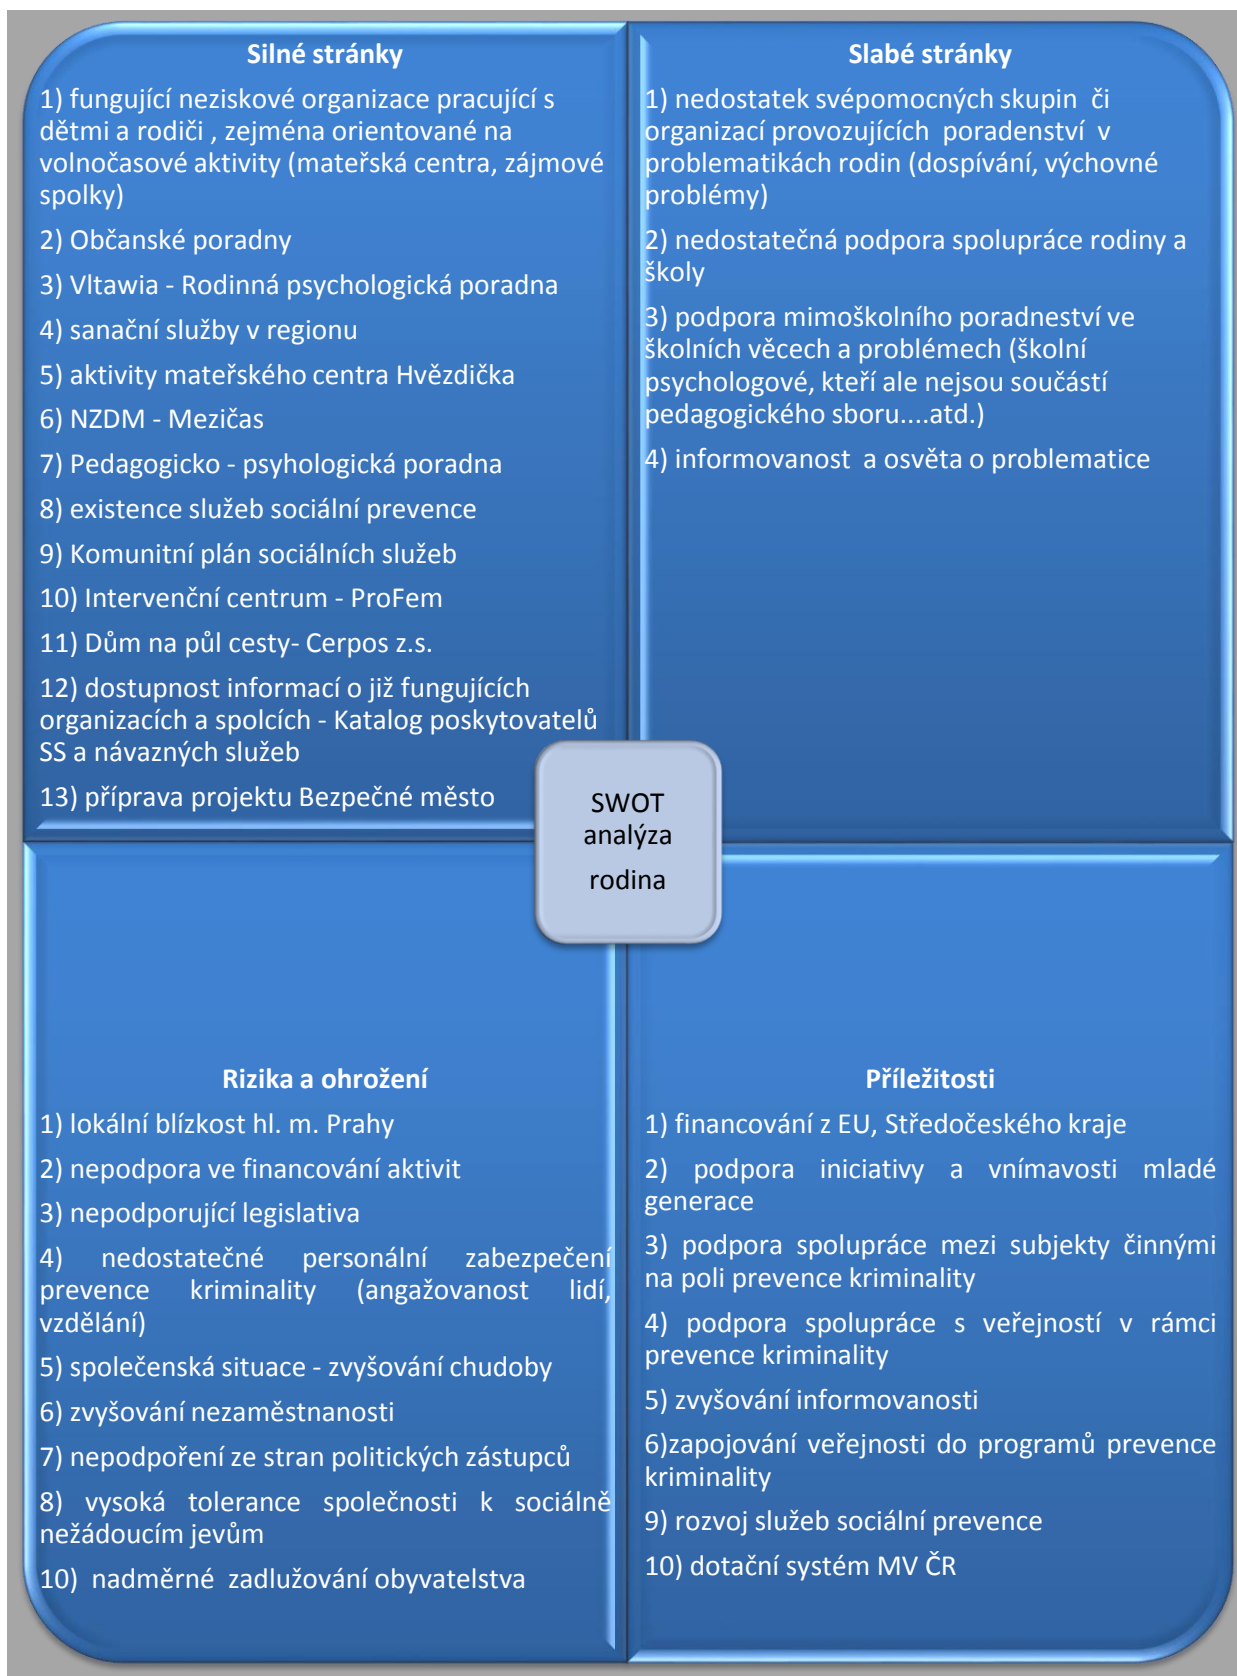 Silné stránky
1) fungující neziskové organizace pracující s
dětmi a rodiči , zejména orientované na
volnočasové aktivity (mateřská centra, zájmové
spolky)
2) Občanské poradny
3) Vltawia - Rodinná psychologická poradna
4) sanační služby v regionu
5) aktivity mateřského centra Hvězdička
6) NZDM - Mezičas
7) Pedagogicko - psyhologická poradna
8) existence služeb sociální prevence
9) Komunitní plán sociálních služeb
10) Intervenční centrum - ProFem
11) Dům na půl cesty- Cerpos z.s.
12) dostupnost informací o již fungujících
organizacích a spolcích - Katalog poskytovatelů
SS a návazných služeb
13) příprava projektu Bezpečné město
Slabé stránky
1) nedostatek svépomocných skupin či
organizací provozujících poradenství v
problematikách rodin (dospívání, výchovné
problémy)
2) nedostatečná podpora spolupráce rodiny a
školy
3) podpora mimoškolního poradneství ve
školních věcech a problémech (školní
psychologové, kteří ale nejsou součástí
pedagogického sboru....atd.)
4) informovanost a osvěta o problematice
SWOT
analýza
rodina
Rizika a ohrožení
1) lokální blízkost hl. m. Prahy
2) nepodpora ve financování aktivit
3) nepodporující legislativa
4) nedostatečné personální zabezpečení
prevence kriminality (angažovanost lidí,
vzdělání)
5) společenská situace - zvyšování chudoby
6) zvyšování nezaměstnanosti
7) nepodpoření ze stran politických zástupců
8) vysoká tolerance společnosti k sociálně
nežádoucím jevům
10) nadměrné zadlužování obyvatelstva
Příležitosti
1) financování z EU, Středočeského kraje
2) podpora iniciativy a vnímavosti mladé
generace
3) podpora spolupráce mezi subjekty činnými
na poli prevence kriminality
4) podpora spolupráce s veřejností v rámci
prevence kriminality
5) zvyšování informovanosti
6)zapojování veřejnosti do programů prevence
kriminality
9) rozvoj služeb sociální prevence
10) dotační systém MV ČR